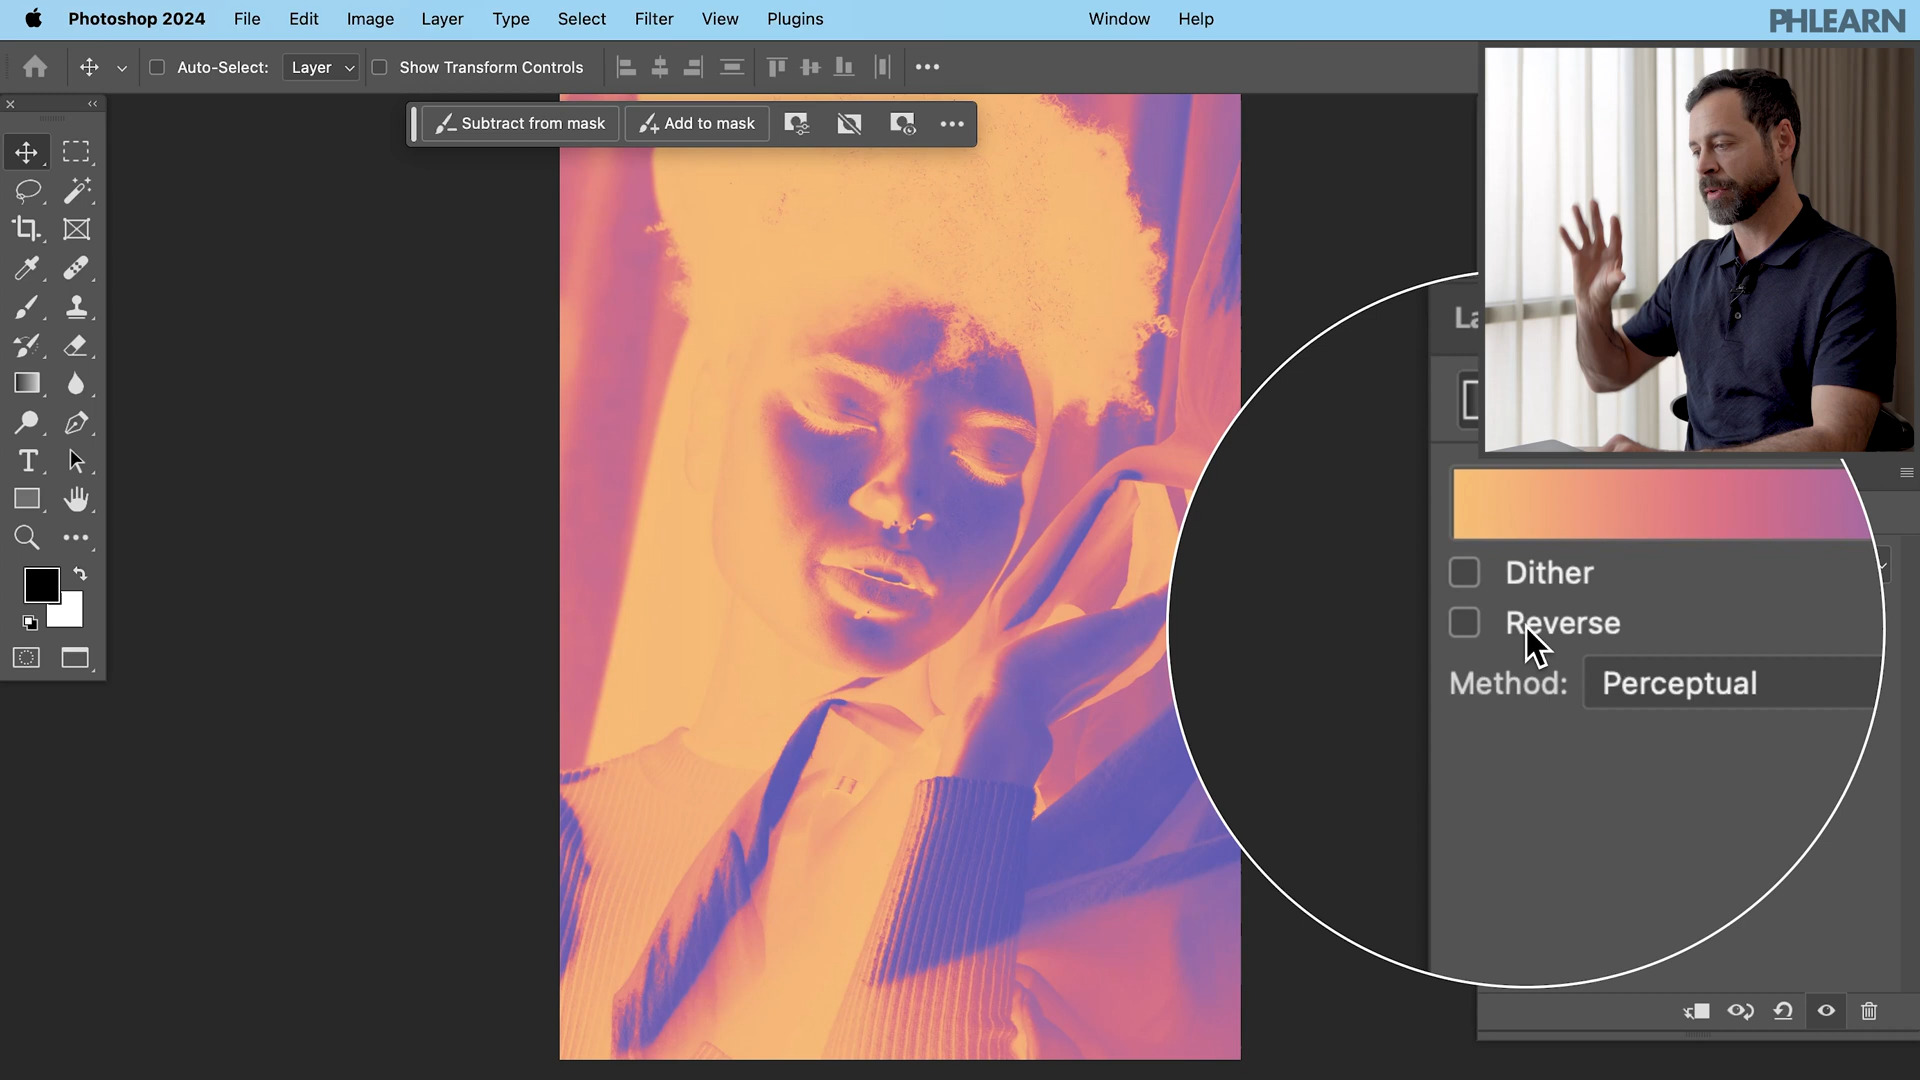 Photoshop 2024 File Edit Image Layer Type Select Filter View Plugins Window Help
PHLEARN
Auto-Select: Layer Show Transform Controls
Subtract from mask Add to mask
Dither
Reverse
Method: Perceptual